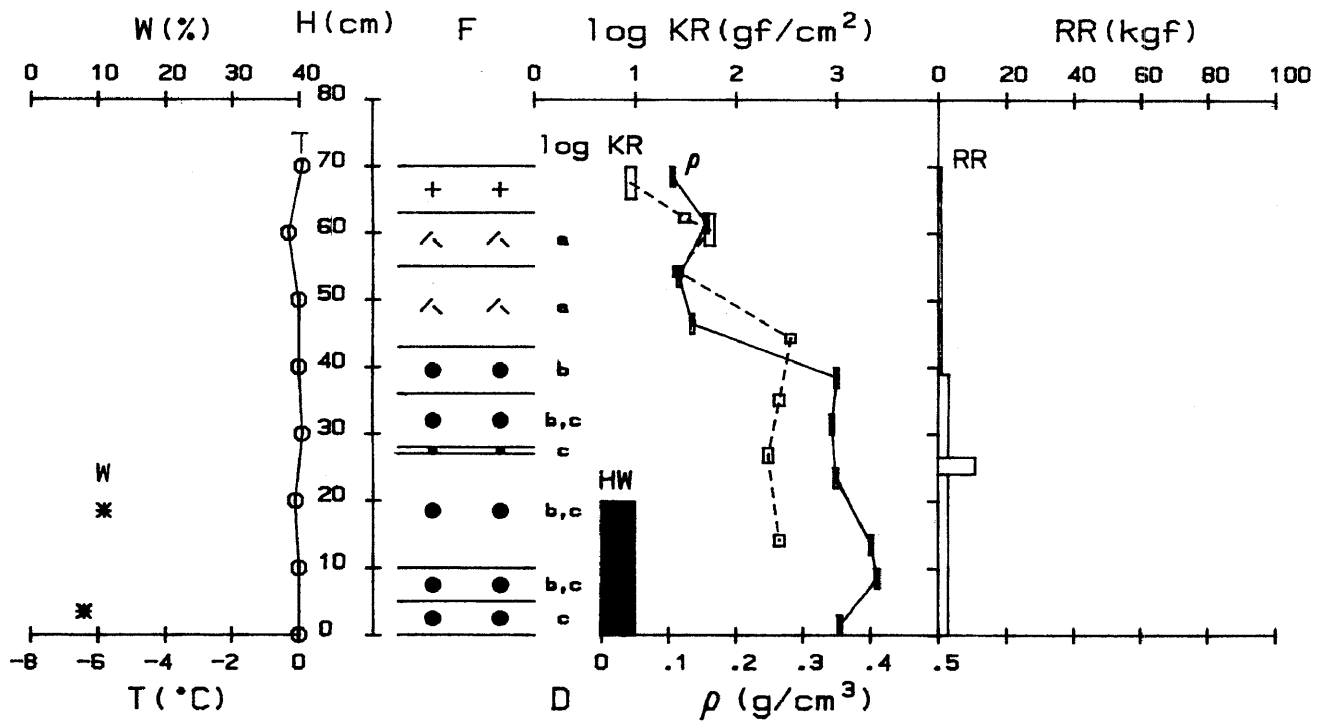 W(%) H(cm) F log KR(gf/cm²) RR(kgf)
0 10 20 30 40 0 1 2 3 0 20 40 60 80 100
80
T log KR ρ RR
70
60 a
50 a
40 b
30 b,c
c
W HW
20 b,c
10 b,c
c
0
-8 -6 -4 -2 0 0 .1 .2 .3 .4 .5
T(°C) D ρ (g/cm³)